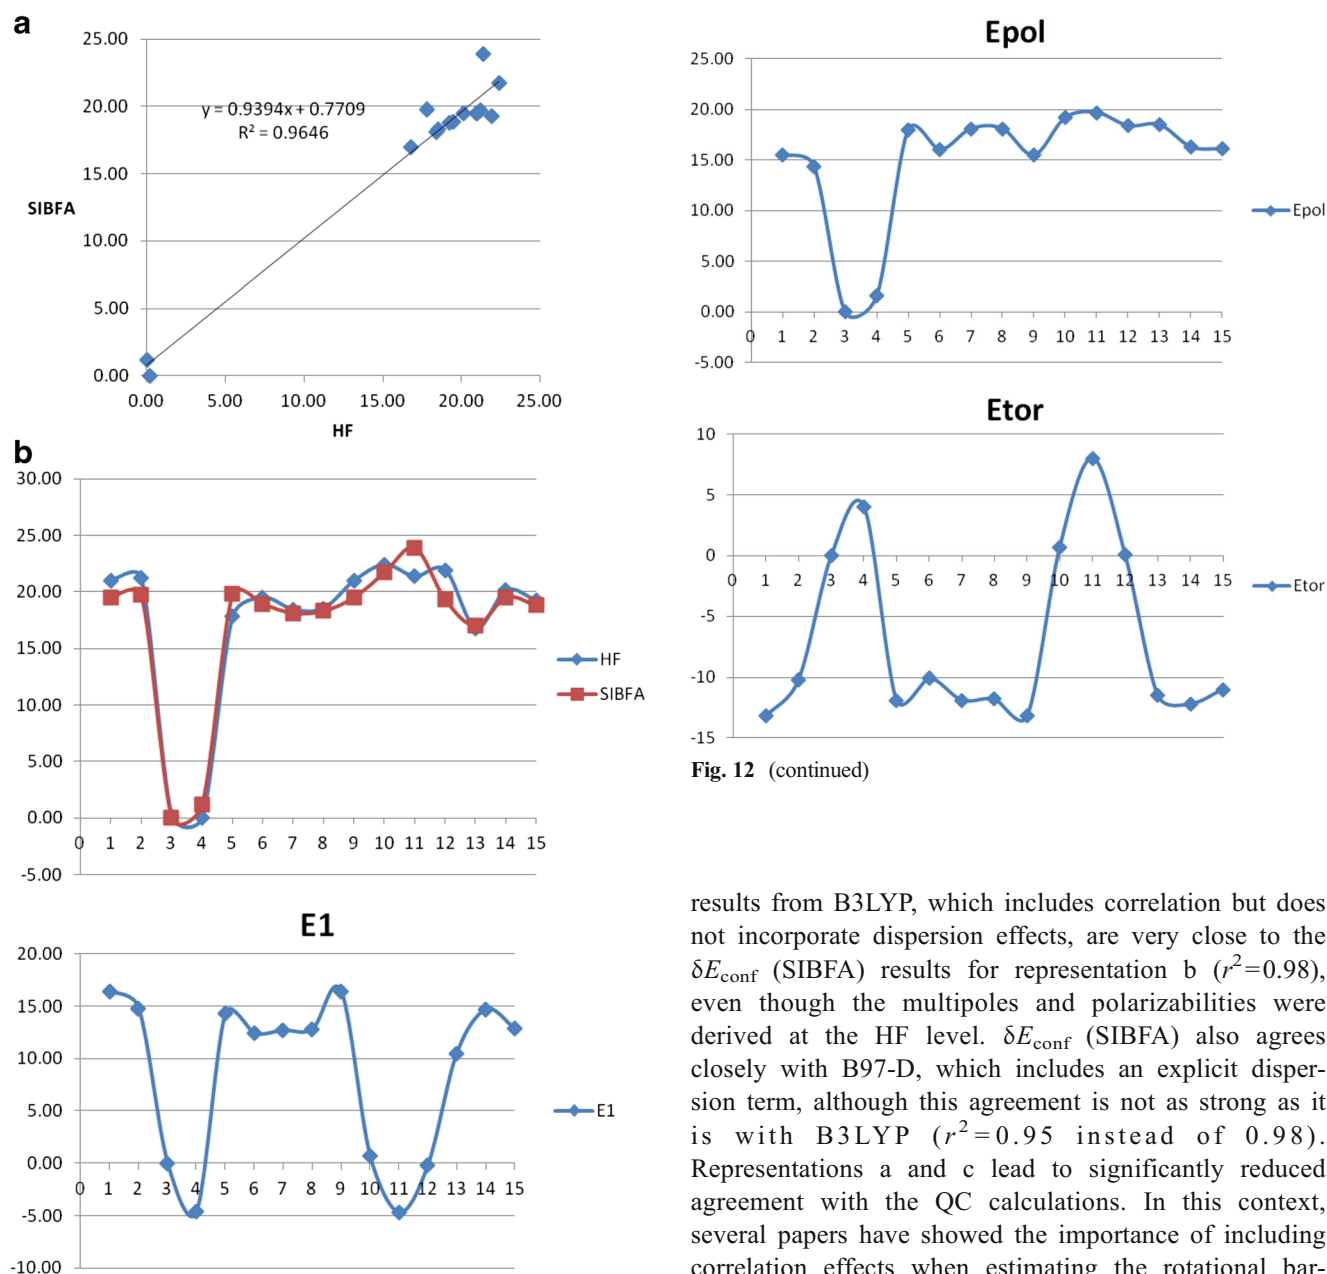 a
25.00
20.00
15.00
10.00
5.00
0.00
SIBFA
y = 0.9394x + 0.7709
R² = 0.9646
0.00 5.00 10.00 15.00 20.00 25.00
HF
b
30.00
25.00
20.00
15.00
10.00
5.00
0.00
-5.00
0 1 2 3 4 5 6 7 8 9 10 11 12 13 14 15
HF
SIBFA
E1
20.00
15.00
10.00
5.00
0.00
-5.00
-10.00
0 1 2 3 4 5 6 7 8 9 10 11 12 13 14 15
E1
Epol
25.00
20.00
15.00
10.00
5.00
0.00
-5.00
0 1 2 3 4 5 6 7 8 9 10 11 12 13 14 15
Epol
Etor
10
5
0
-5
-10
-15
0 1 2 3 4 5 6 7 8 9 10 11 12 13 14 15
Etor
Fig. 12 (continued)
results from B3LYP, which includes correlation but does
not incorporate dispersion effects, are very close to the
δE_conf (SIBFA) results for representation b (r²=0.98),
even though the multipoles and polarizabilities were
derived at the HF level. δE_conf (SIBFA) also agrees
closely with B97-D, which includes an explicit disper-
sion term, although this agreement is not as strong as it
is with B3LYP (r²=0.95 instead of 0.98).
Representations a and c lead to significantly reduced
agreement with the QC calculations. In this context,
several papers have showed the importance of including
correlation effects when estimating the rotational bar-